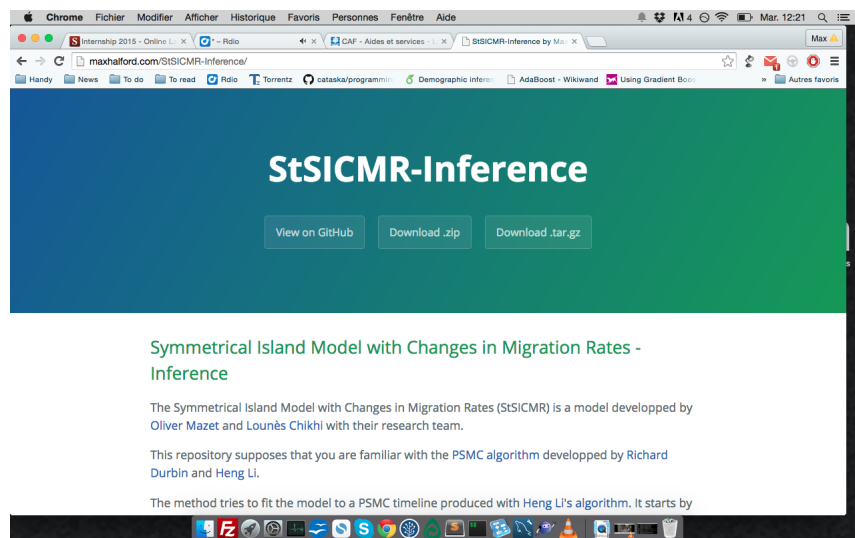 Chrome Fichier Modifier Afficher Historique Favoris Personnes Fenêtre Aide 4 Mar. 12:21
Internship 2015 - Online L × * – Rdio × CAF - Aides et services - × StSICMR-Inference by Ma × Max
maxhalford.com/StSICMR-Inference/
Handy News To do To read Rdio Torrentz cataska/programmin Demographic inferen AdaBoost - Wikiwand Using Gradient Boos » Autres favoris
StSICMR-Inference
View on GitHub Download .zip Download .tar.gz
Symmetrical Island Model with Changes in Migration Rates -
Inference
The Symmetrical Island Model with Changes in Migration Rates (StSICMR) is a model developped by
Oliver Mazet and Lounès Chikhi with their research team.
This repository supposes that you are familiar with the PSMC algorithm developped by Richard
Durbin and Heng Li.
The method tries to fit the model to a PSMC timeline produced with Heng Li's algorithm. It starts by